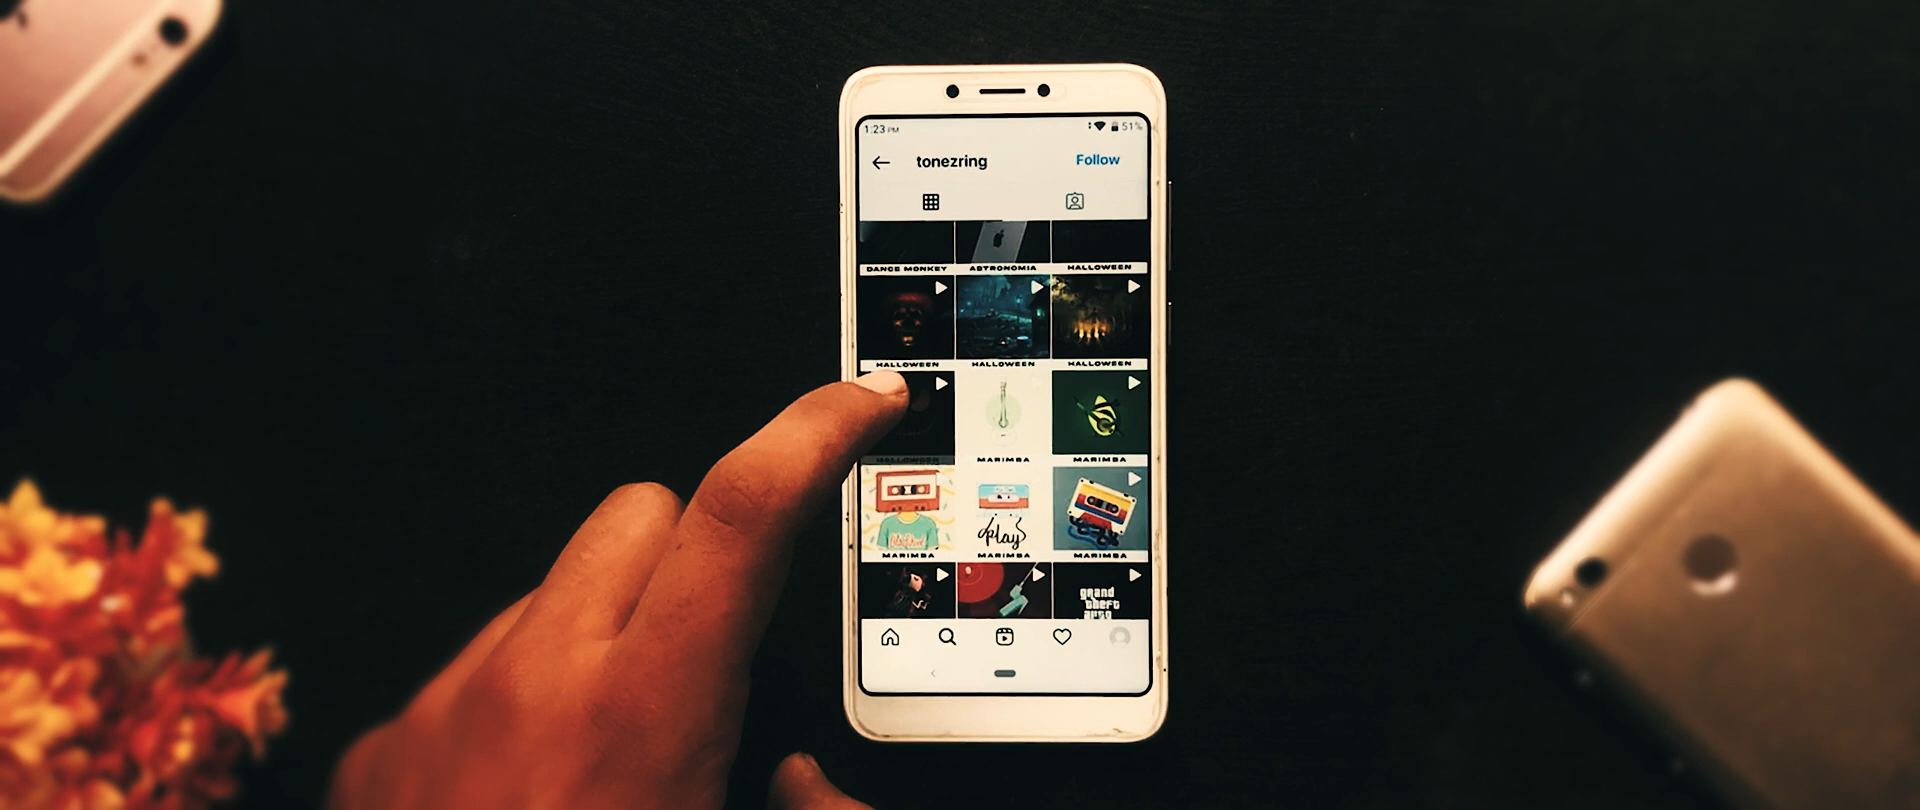 1:23 PM 51%
tonezring Follow
DANCE MONKEY ASTRONOMIA HALLOWEEN
HALLOWEEN HALLOWEEN HALLOWEEN
HALLOWEEN MARIMBA MARIMBA
play
MARIMBA MARIMBA MARIMBA
grand
theft
auto